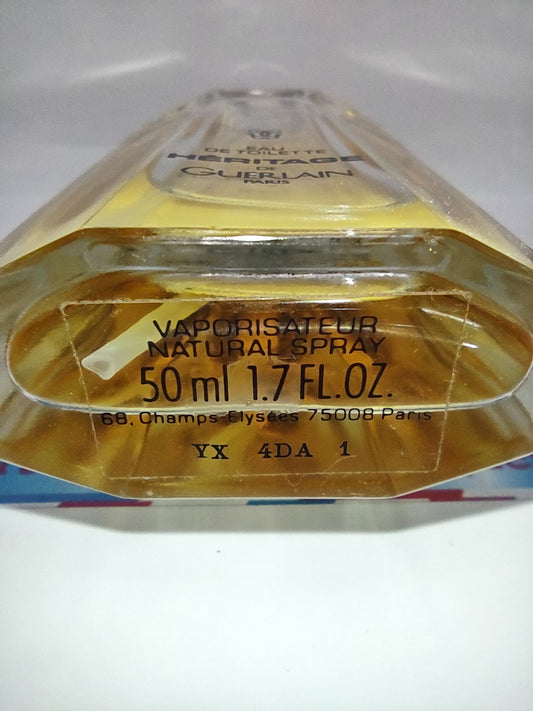 EAU
DE TOILETTE
HÉRITAGE
DE
GUERLAIN
PARIS
VAPORISATEUR
NATURAL SPRAY
50 ml 1.7 FL.OZ.
68, Champs-Elysées 75008 Paris
YX 4DA 1